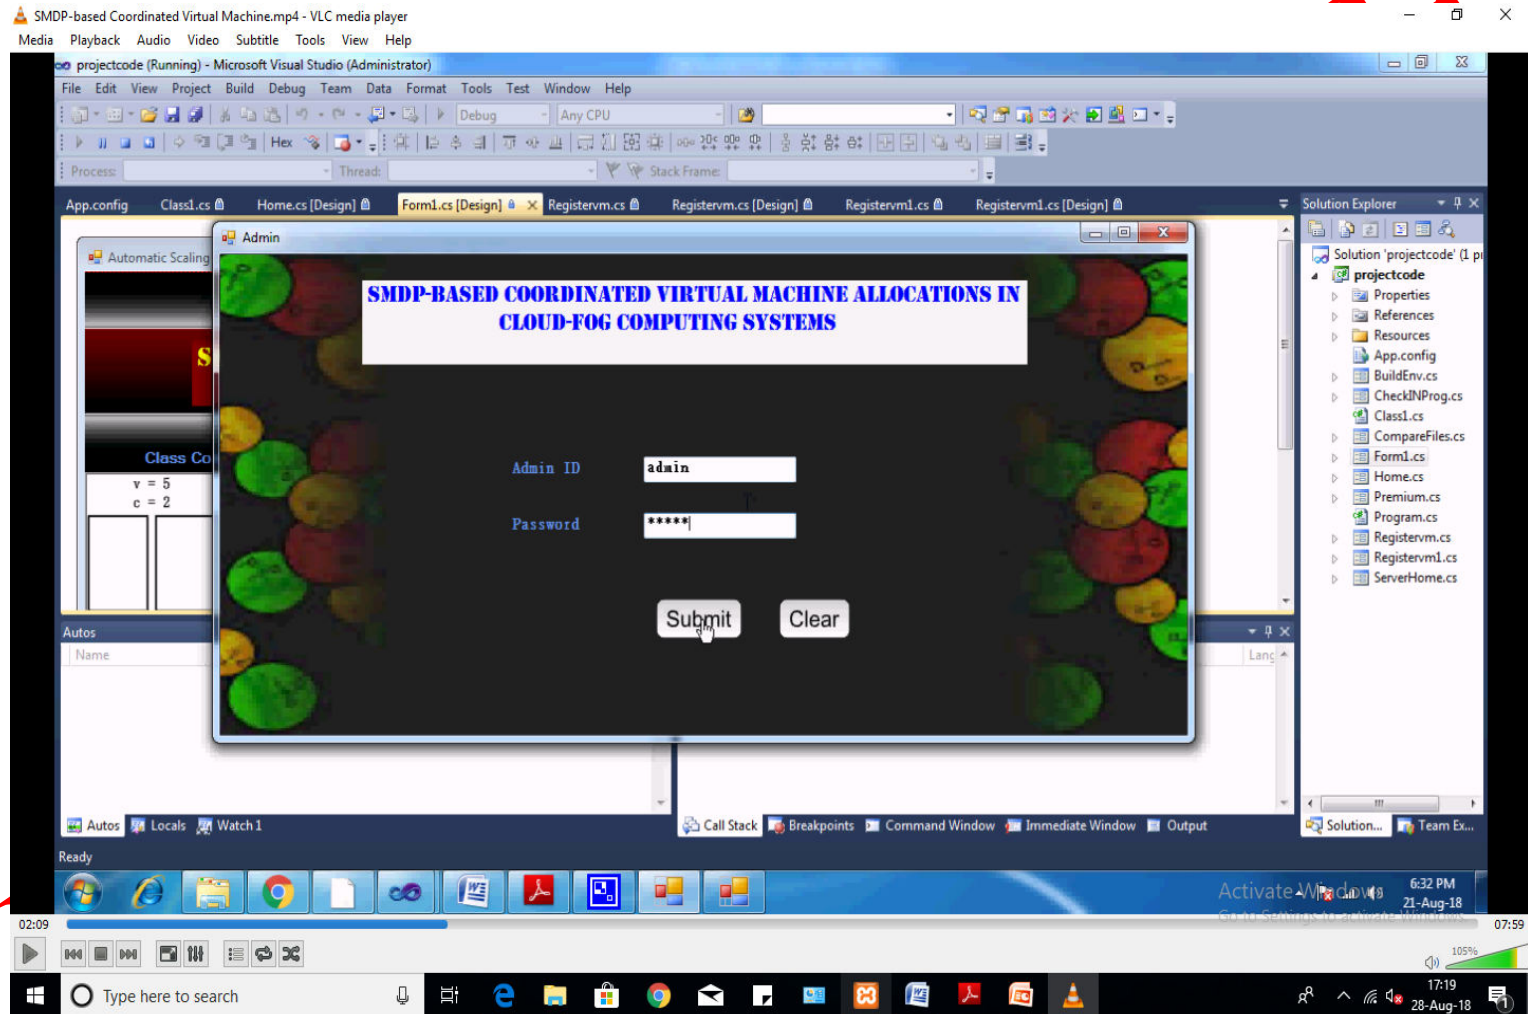 SMDP-based Coordinated Virtual Machine.mp4 - VLC media player
Media Playback Audio Video Subtitle Tools View Help
projectcode (Running) - Microsoft Visual Studio (Administrator)
File Edit View Project Build Debug Team Data Format Tools Test Window Help
Debug Any CPU
Hex
Process: Thread: Stack Frame:
App.config Class1.cs Home.cs [Design] Form1.cs [Design] Registervm.cs Registervm.cs [Design] Registervm1.cs Registervm1.cs [Design]
Solution Explorer
Admin
Automatic Scaling
Solution 'projectcode' (1
projectcode
Properties
References
Resources
App.config
BuildEnv.cs
CheckINProg.cs
Class1.cs
CompareFiles.cs
Form1.cs
Home.cs
Premium.cs
Program.cs
Registervm.cs
Registervm1.cs
ServerHome.cs
SMDP-BASED COORDINATED VIRTUAL MACHINE ALLOCATIONS IN
CLOUD-FOG COMPUTING SYSTEMS
S
Class Co
v = 5
c = 2
Admin ID admin
Password *****
Submit Clear
Autos
Name Lang
Autos Locals Watch 1
Call Stack Breakpoints Command Window Immediate Window Output
Solution... Team Ex...
Ready
Activate Windows
Go to Settings to activate Windows.
6:32 PM
21-Aug-18
02:09 07:59
105%
Type here to search
17:19
28-Aug-18
1